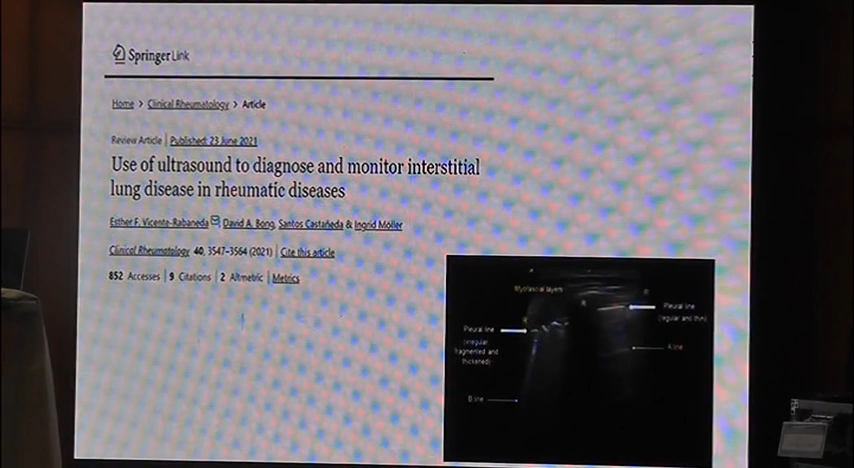 Springer Link
Home > Clinical Rheumatology > Article
Review Article | Published: 23 June 2021
Use of ultrasound to diagnose and monitor interstitial
lung disease in rheumatic diseases
Esther F. Vicente-Rabaneda, David A. Bong, Santos Castañeda & Ingrid Möller
Clinical Rheumatology 40, 3547–3564 (2021) | Cite this article
852 Accesses | 9 Citations | 2 Altmetric | Metrics
Myofascial layers
R
Pleural line
(regular and thin)
Pleural line
(irregular
fragmented and
thickened)
A line
B line